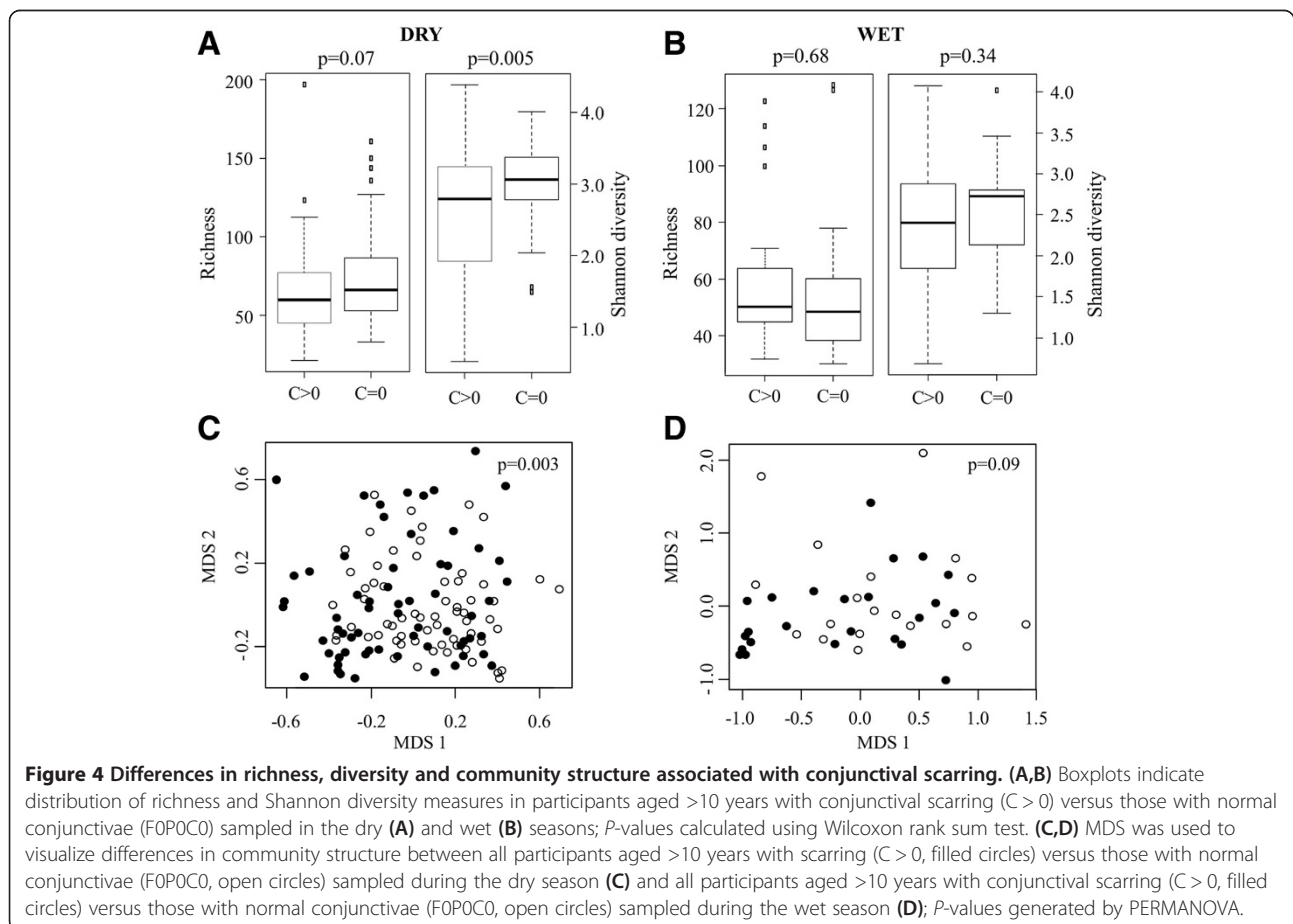 A
DRY
p=0.07
p=0.005
200
150
100
50
Richness
4.0
3.0
2.0
1.0
Shannon diversity
C>0
C=0
C>0
C=0
B
WET
p=0.68
p=0.34
120
100
80
60
40
Richness
4.0
3.5
3.0
2.5
2.0
1.5
1.0
Shannon diversity
C>0
C=0
C>0
C=0
C
p=0.003
0.6
0.2
-0.2
MDS 2
-0.6
-0.2
0.2
0.6
MDS 1
D
p=0.09
2.0
1.0
0.0
-1.0
MDS 2
-1.0
-0.5
0.0
0.5
1.0
1.5
MDS 1
Figure 4 Differences in richness, diversity and community structure associated with conjunctival scarring. (A,B) Boxplots indicate
distribution of richness and Shannon diversity measures in participants aged >10 years with conjunctival scarring (C > 0) versus those with normal
conjunctivae (F0P0C0) sampled in the dry (A) and wet (B) seasons; P-values calculated using Wilcoxon rank sum test. (C,D) MDS was used to
visualize differences in community structure between all participants aged >10 years with scarring (C > 0, filled circles) versus those with normal
conjunctivae (F0P0C0, open circles) sampled during the dry season (C) and all participants aged >10 years with conjunctival scarring (C > 0, filled
circles) versus those with normal conjunctivae (F0P0C0, open circles) sampled during the wet season (D); P-values generated by PERMANOVA.